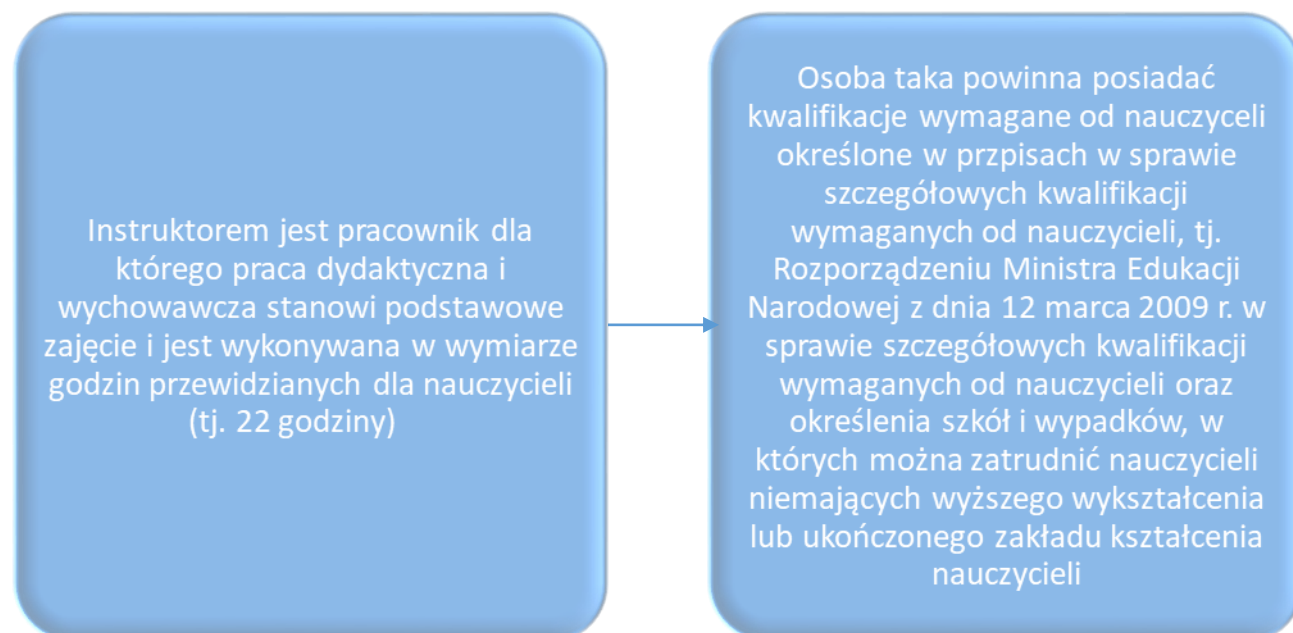 Instruktorem jest pracownik dla
którego praca dydaktyczna i
wychowawcza stanowi podstawowe
zajęcie i jest wykonywana w wymiarze
godzin przewidzianych dla nauczycieli
(tj. 22 godziny)
Osoba taka powinna posiadać
kwalifikacje wymagane od nauczyceli
określone w przpisach w sprawie
szczegółowych kwalifikacji
wymaganych od nauczycieli, tj.
Rozporządzeniu Ministra Edukacji
Narodowej z dnia 12 marca 2009 r. w
sprawie szczegółowych kwalifikacji
wymaganych od nauczycieli oraz
określenia szkół i wypadków, w
których można zatrudnić nauczycieli
niemających wyższego wykształcenia
lub ukończonego zakładu kształcenia
nauczycieli